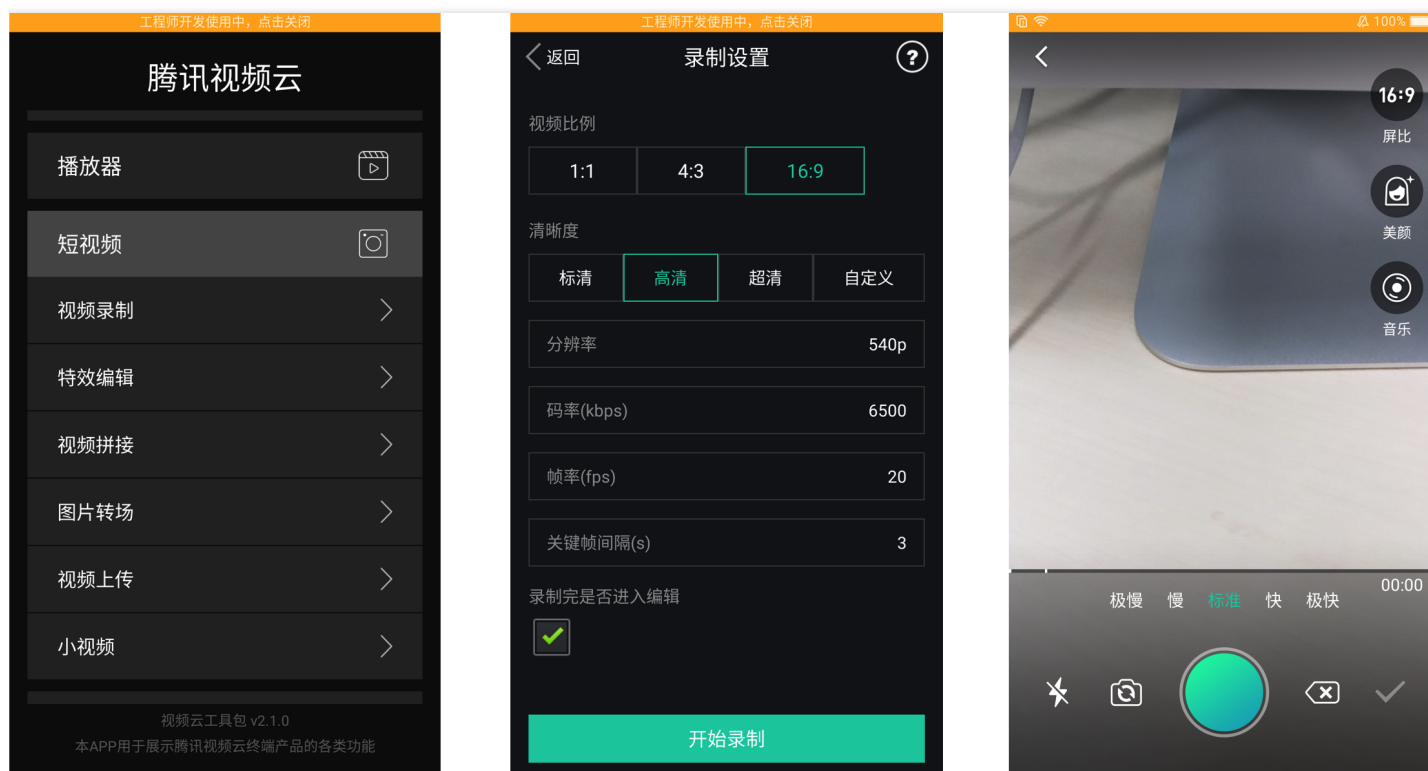 工程师开发使用中，点击关闭
腾讯视频云
播放器
短视频
视频录制
特效编辑
视频拼接
图片转场
视频上传
小视频
视频云工具包 v2.1.0
本APP用于展示腾讯视频云终端产品的各类功能
工程师开发使用中，点击关闭
返回 录制设置 ?
视频比例
1:1 4:3 16:9
清晰度
标清 高清 超清 自定义
分辨率 540p
码率(kbps) 6500
帧率(fps) 20
关键帧间隔(s) 3
录制完是否进入编辑
开始录制
100%
16:9
屏比
美颜
音乐
00:00
极慢 慢 标准 快 极快